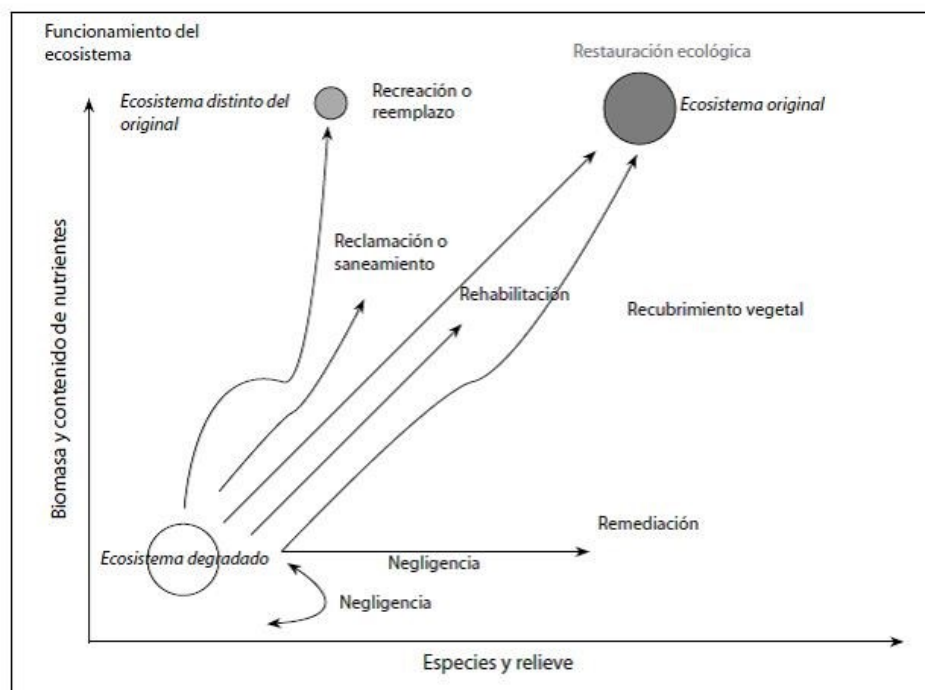 Funcionamiento del
ecosistema
Restauración ecológica
Ecosistema distinto del
original
Recreación o
reemplazo
Ecosistema original
Reclamación o
saneamiento
Rehabilitación
Recubrimiento vegetal
Biomasa y contenido de nutrientes
Remediación
Ecosistema degradado
Negligencia
Negligencia
Especies y relieve